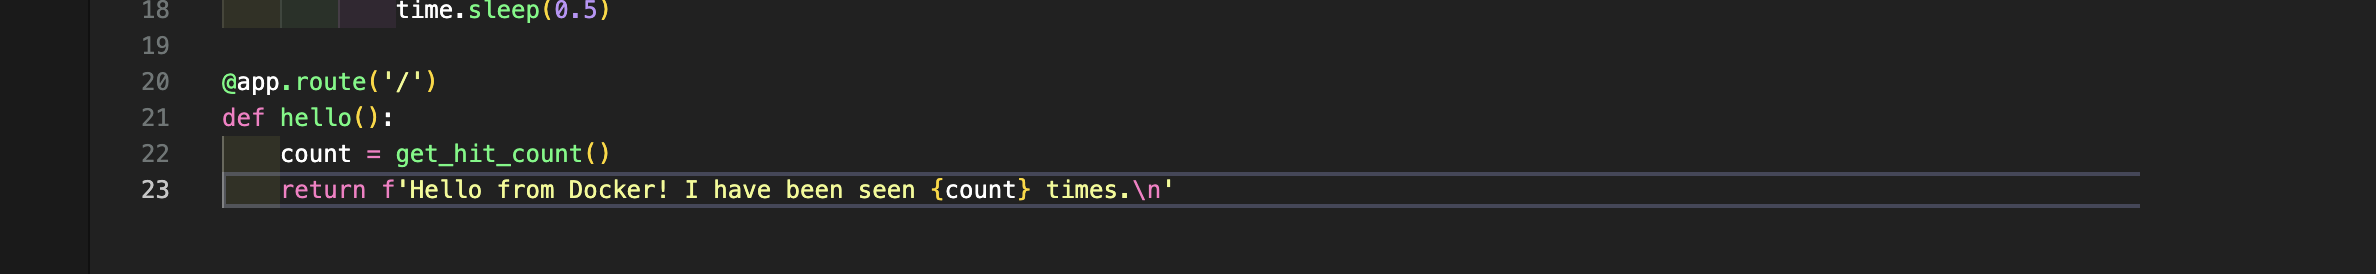 18                time.sleep(0.5)
19
20    @app.route('/')
21    def hello():
22        count = get_hit_count()
23        return f'Hello from Docker! I have been seen {count} times.\n'